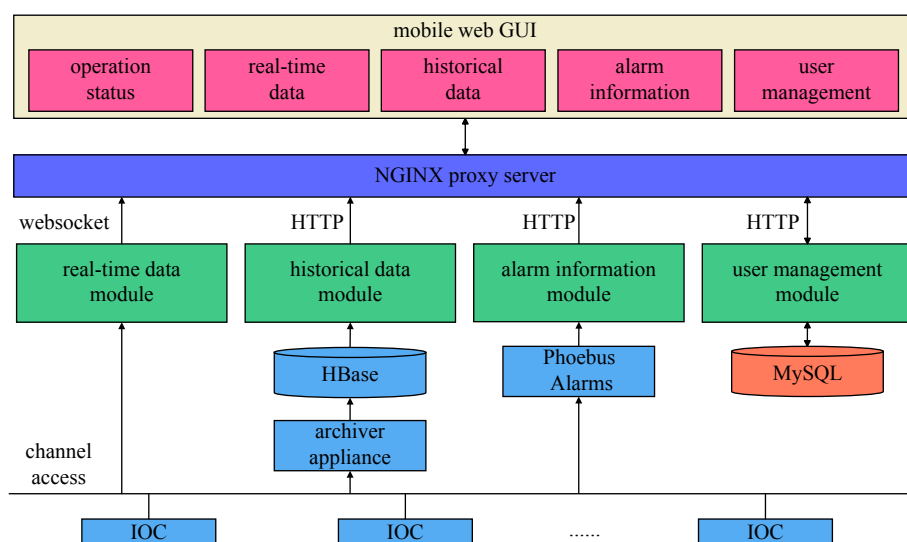 mobile web GUI
operation
status
real-time
data
historical
data
alarm
information
user
management
NGINX proxy server
websocket
HTTP
HTTP
HTTP
real-time data
module
historical data
module
alarm information
module
user management
module
HBase
Phoebus
Alarms
MySQL
archiver
appliance
channel
access
IOC
IOC
......
IOC